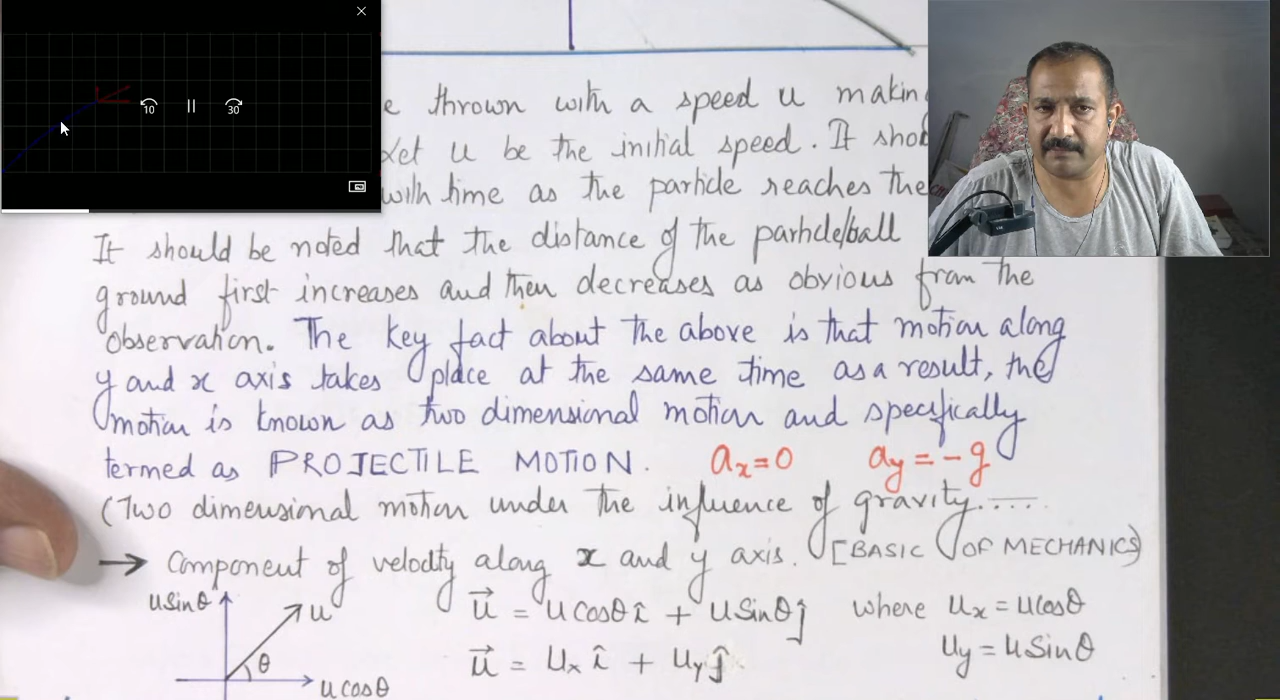 10 30
e thrown with a speed u makin
Let u be the initial speed. It shou
with time as the particle reaches the
It should be noted that the distance of the particle/ball
ground first increases and then decreases as obvious from the
observation. The key fact about the above is that motion along
y and x axis takes place at the same time as a result, the
motion is known as two dimensional motion and specifically
termed as PROJECTILE MOTION. aₓ=0 a_y = -g
(Two dimensional motion under the influence of gravity......
→ Component of velocity along x and y axis. [BASIC OF MECHANICS]
u Sinθ u u⃗ = u cosθ î + u Sinθ ĵ where uₓ = u cosθ
θ u⃗ = uₓ î + u_y ĵ u_y = u Sinθ
u cosθ